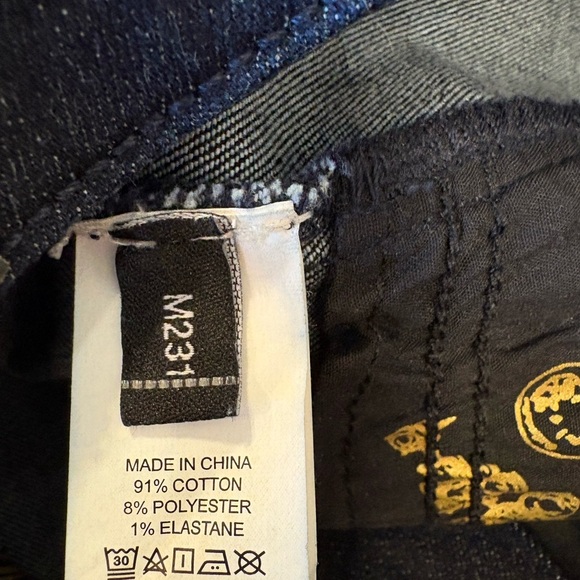 M231
MADE IN CHINA
91% COTTON
8% POLYESTER
1% ELASTANE
30